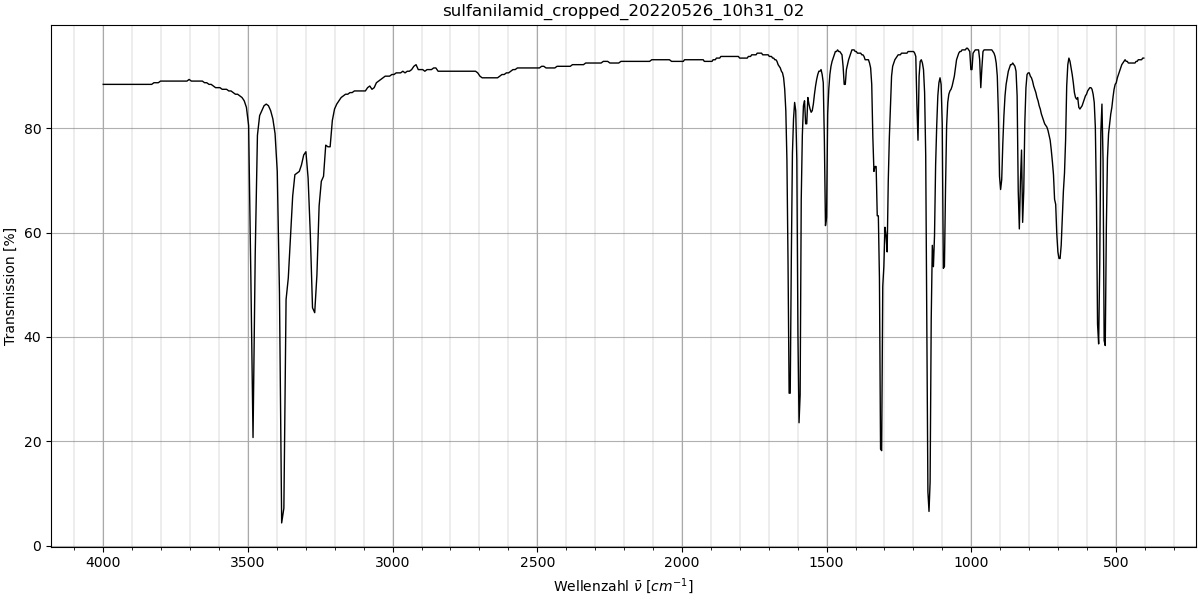 sulfanilamid_cropped_20220526_10h31_02
Transmission [%]
80
60
40
20
0
4000 3500 3000 2500 2000 1500 1000 500
Wellenzahl ν̄ [cm⁻¹]